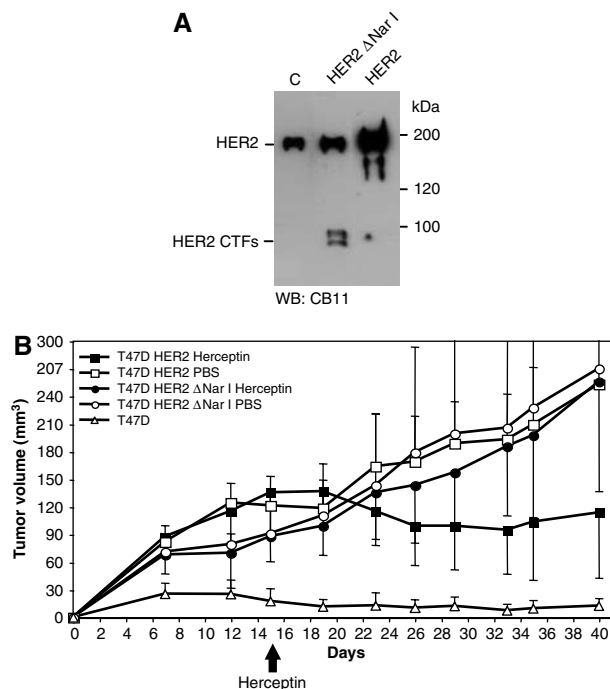 A
C
HER2 Δ Nar I
HER2
kDa
HER2
200
120
100
HER2 CTFs
WB: CB11
B
T47D HER2 Herceptin
T47D HER2 PBS
T47D HER2 ΔNar I Herceptin
T47D HER2 ΔNar I PBS
T47D
Tumor volume (mm³)
300
207
240
210
180
150
120
90
60
30
0
0 2 4 6 8 10 12 14 16 18 20 22 24 26 28 30 32 34 36 38 40
Days
Herceptin